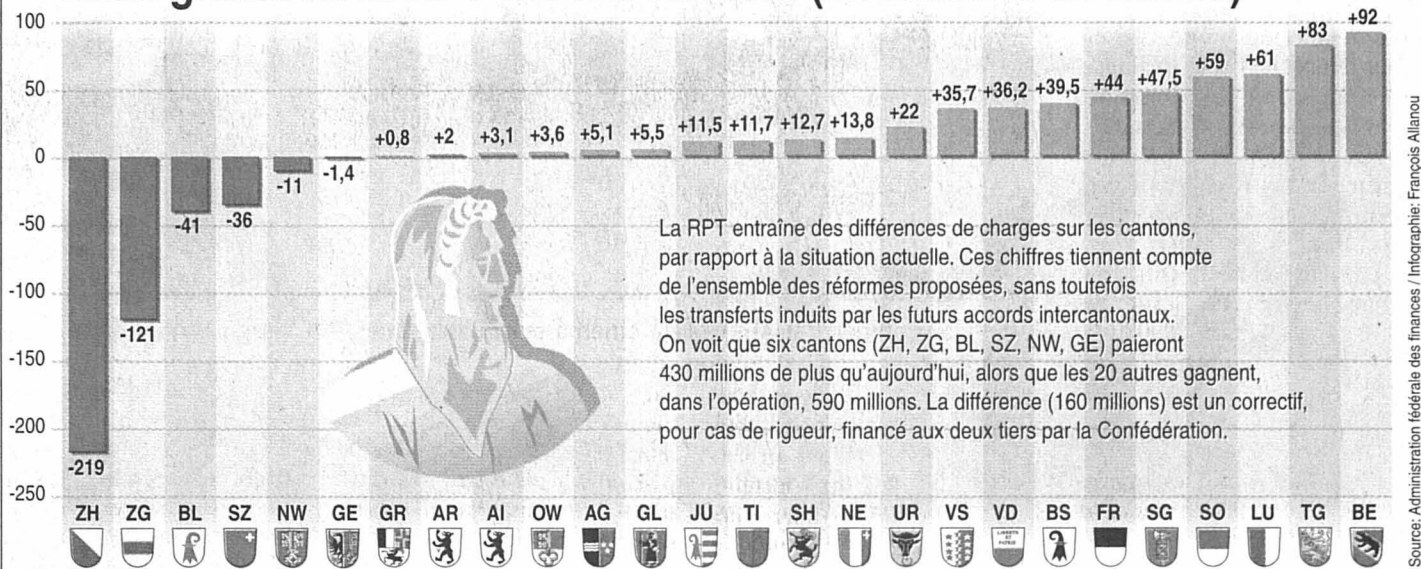 100
+0,8 +2 +3,1 +3,6 +5,1 +5,5 +11,5 +11,7 +12,7 +13,8 +22 +35,7 +36,2 +39,5 +44 +47,5 +59 +61 +83 +92
50
0
-219 -121 -41 -36 -11 -1,4
-50
-100
-150
-200
-250
La RPT entraîne des différences de charges sur les cantons,
par rapport à la situation actuelle. Ces chiffres tiennent compte
de l'ensemble des réformes proposées, sans toutefois
les transferts induits par les futurs accords intercantonaux.
On voit que six cantons (ZH, ZG, BL, SZ, NW, GE) paieront
430 millions de plus qu'aujourd'hui, alors que les 20 autres gagnent,
dans l'opération, 590 millions. La différence (160 millions) est un correctif,
pour cas de rigueur, financé aux deux tiers par la Confédération.
ZH ZG BL SZ NW GE GR AR AI OW AG GL JU TI SH NE UR VS VD BS FR SG SO LU TG BE
LIBERTÉ
ET
PATRIE
Source: Administration fédérale des finances / Infographie: François Allanou